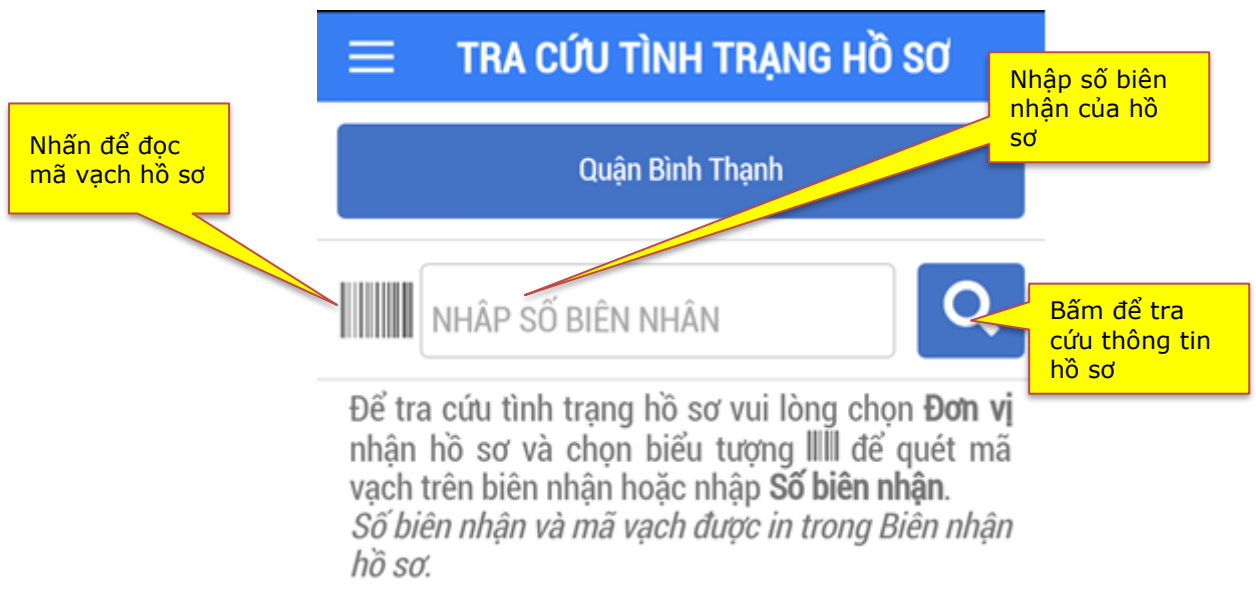 TRA CỨU TÌNH TRẠNG HỒ SƠ
Nhập số biên
nhận của hồ
sơ
Nhấn để đọc
mã vạch hồ sơ
Quận Bình Thạnh
NHẬP SỐ BIÊN NHẬN
Bấm để tra
cứu thông tin
hồ sơ
Để tra cứu tình trạng hồ sơ vui lòng chọn Đơn vị
nhận hồ sơ và chọn biểu tượng để quét mã
vạch trên biên nhận hoặc nhập Số biên nhận.
Số biên nhận và mã vạch được in trong Biên nhận
hồ sơ.